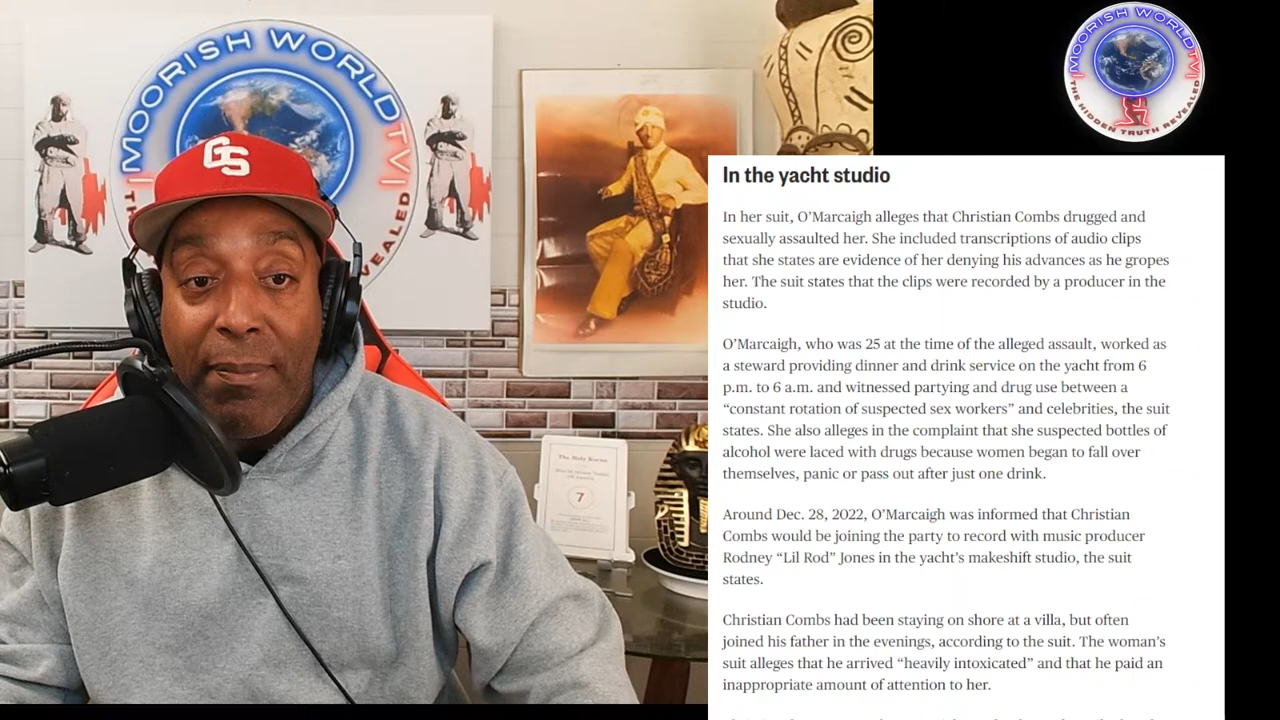 MOORISH WORLD TV
GS
VEALED
The Holy Koran
7
MOORISH WORLD TV
THE HIDDEN TRUTH REVEALED
In the yacht studio
In her suit, O’Marcaigh alleges that Christian Combs drugged and
sexually assaulted her. She included transcriptions of audio clips
that she states are evidence of her denying his advances as he gropes
her. The suit states that the clips were recorded by a producer in the
studio.
O’Marcaigh, who was 25 at the time of the alleged assault, worked as
a steward providing dinner and drink service on the yacht from 6
p.m. to 6 a.m. and witnessed partying and drug use between a
“constant rotation of suspected sex workers” and celebrities, the suit
states. She also alleges in the complaint that she suspected bottles of
alcohol were laced with drugs because women began to fall over
themselves, panic or pass out after just one drink.
Around Dec. 28, 2022, O’Marcaigh was informed that Christian
Combs would be joining the party to record with music producer
Rodney “Lil Rod” Jones in the yacht’s makeshift studio, the suit
states.
Christian Combs had been staying on shore at a villa, but often
joined his father in the evenings, according to the suit. The woman’s
suit alleges that he arrived “heavily intoxicated” and that he paid an
inappropriate amount of attention to her.